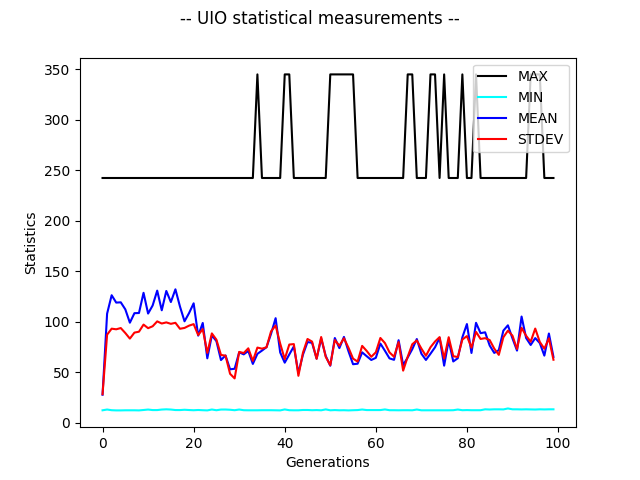 -- UIO statistical measurements --
350
300
250
200
150
100
50
0
Statistics
MAX
MIN
MEAN
STDEV
0 20 40 60 80 100
Generations